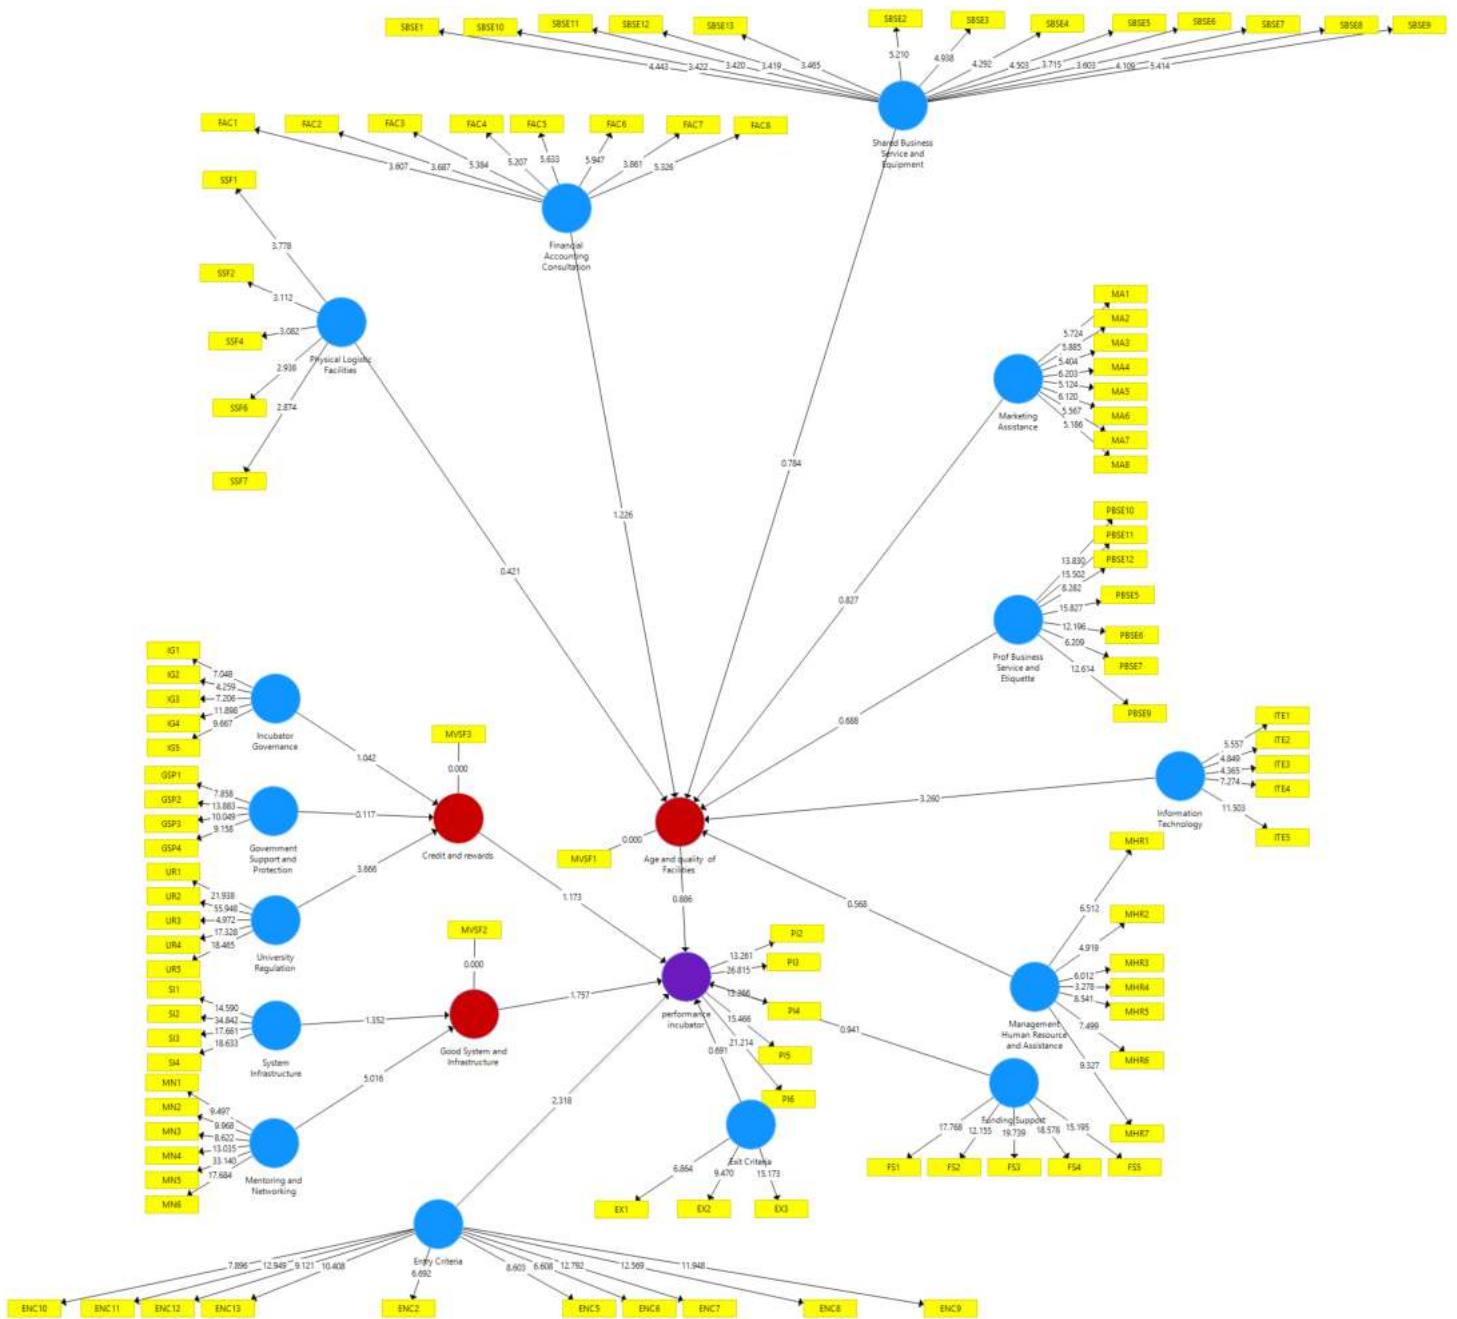 SBSE1
SBSE10
SBSE11
SBSE12
SBSE13
SBSE2
SBSE3
SBSE4
SBSE5
SBSE6
SBSE7
SBSE8
SBSE9
4.443
3.422
3.420
3.419
3.465
5.210
4.938
4.292
4.503
3.715
3.603
4.109
5.414
Shared Business
Service and
Equipment
FAC1
FAC2
FAC3
FAC4
FAC5
FAC6
FAC7
FAC8
3.607
3.687
5.384
5.207
5.633
5.947
3.861
5.326
Financial
Accounting
Consultation
SSF1
SSF2
SSF4
SSF6
SSF7
3.778
3.112
3.082
2.938
2.874
Physical Logistic
Facilities
MA1
MA2
MA3
MA4
MA5
MA6
MA7
MA8
5.724
5.885
5.404
6.203
5.124
6.120
5.567
5.186
Marketing
Assistance
0.784
1.226
0.421
0.827
PBSE10
PBSE11
PBSE12
PBSE5
PBSE6
PBSE7
PBSE9
13.830
15.502
8.282
15.827
12.196
6.209
12.614
Prof Business
Service and
Etiquette
0.688
IG1
IG2
IG3
IG4
IG5
7.048
4.259
7.206
11.898
9.667
Incubator
Governance
1.042
MVSF3
0.000
ITE1
ITE2
ITE3
ITE4
ITE5
5.557
4.849
4.365
7.274
11.503
Information
Technology
3.260
GSP1
GSP2
GSP3
GSP4
7.858
13.883
10.049
9.158
Government
Support and
Protection
0.117
Credit and rewards
MVSF1
0.000
Age and quality of
Facilities
UR1
UR2
UR3
UR4
UR5
21.938
55.948
4.972
17.328
18.465
University
Regulation
3.666
1.173
0.886
0.568
MHR1
MHR2
MHR3
MHR4
MHR5
MHR6
MHR7
6.512
4.919
6.012
3.278
8.541
7.499
9.327
Management
Human Resource
and Assistance
MVSF2
0.000
SI1
SI2
SI3
SI4
14.590
34.842
17.661
18.633
System
Infrastructure
1.352
Good System and
Infrastructure
1.757
performance
incubator
PI2
PI3
PI4
PI5
PI6
13.261
26.815
15.466
21.214
0.941
0.691
MN1
MN2
MN3
MN4
MN5
MN6
9.497
9.968
8.622
13.035
33.140
17.684
Mentoring and
Networking
5.016
2.318
Funding Support
17.768
12.155
19.739
18.578
15.195
FS1
FS2
FS3
FS4
FS5
Exit Criteria
6.864
9.470
EX1
EX2
EX3
Entry Criteria
7.896
12.949
9.121
10.408
6.692
8.603
6.608
12.792
12.569
11.948
ENC10
ENC11
ENC12
ENC13
ENC2
ENC5
ENC6
ENC7
ENC8
ENC9